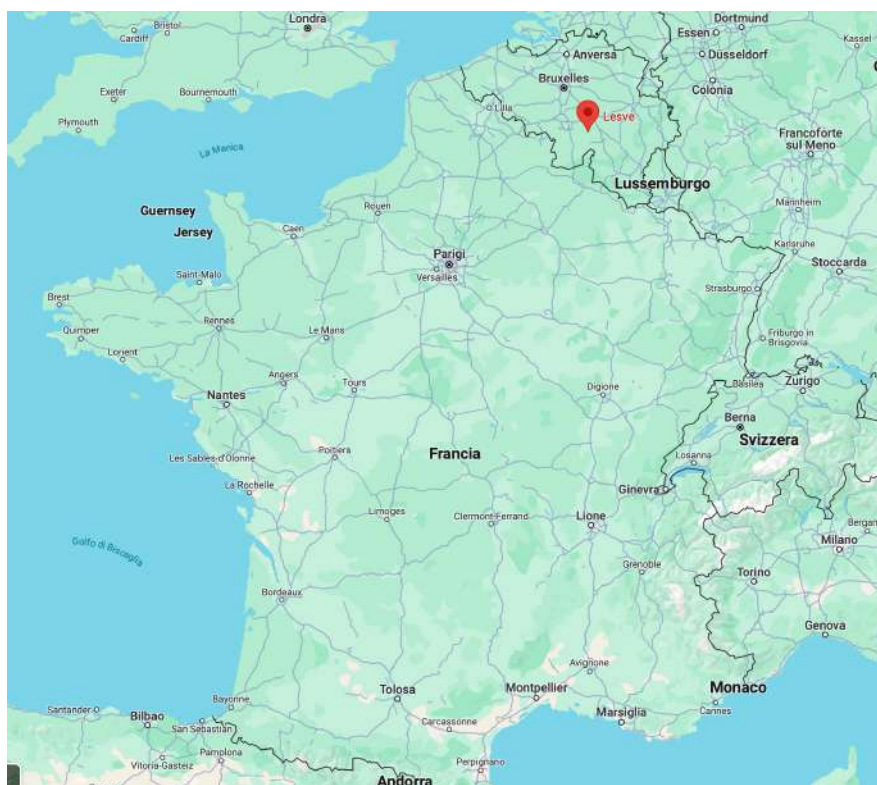 Londra
Bristol
Cardiff
Dortmund
Essen
Kassel
Anversa
Düsseldorf
Bruxelles
Colonia
Exeter
Bournemouth
Lilla
Lesve
Plymouth
Francoforte
sul Meno
La Manica
Lussemburgo
Guernsey
Rouen
Mannheim
Jersey
Caen
Karlsruhe
Parigi
Versailles
Stoccarda
Saint-Malo
Strasburgo
Brest
Rennes
Quimper
Le Mans
Friburgo in
Brisgovia
Lorient
Angers
Tours
Digione
Basilea
Zurigo
Nantes
Berna
Svizzera
Les Sables-d'Olonne
Poitiers
Francia
Losanna
La Rochelle
Ginevra
Limoges
Clermont-Ferrand
Lione
Bergan
Milano
Golfo di Biscaglia
Grenoble
Torino
Bordeaux
Genova
Avignone
Tolosa
Montpellier
Monaco
Bayonne
Cannes
Santander
Bilbao
San Sebastian
Carcassonne
Marsiglia
Pamplona
Vitoria-Gasteiz
Perpignano
Andorra